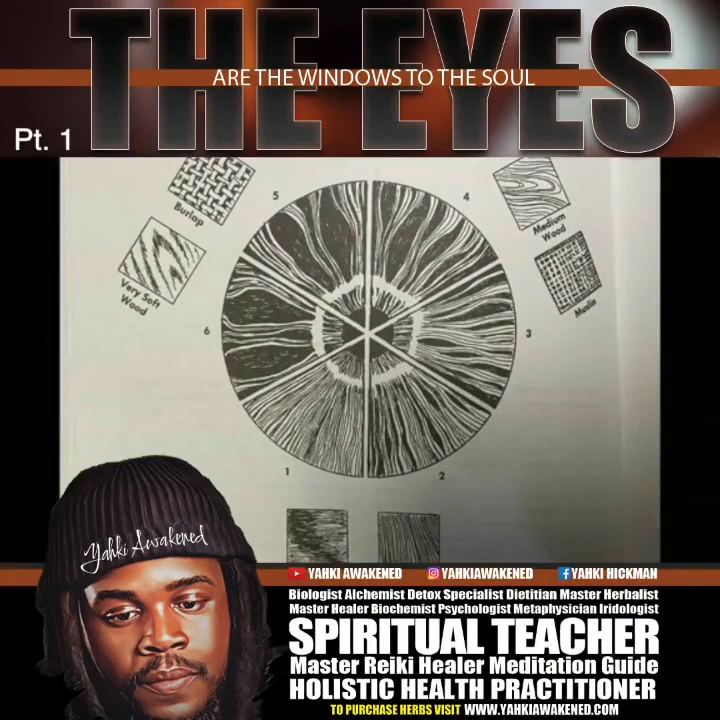 THE EYES
ARE THE WINDOWS TO THE SOUL
Pt. 1
Burlap
Very Soft
Wood
Medium
Wood
Muslin
5
4
6
3
1
2
Yahki Awakened
YAHKI AWAKENED YAHKIAWAKENED YAHKI HICKMAN
Biologist Alchemist Detox Specialist Dietitian Master Herbalist
Master Healer Biochemist Psychologist Metaphysician Iridologist
SPIRITUAL TEACHER
Master Reiki Healer Meditation Guide
HOLISTIC HEALTH PRACTITIONER
TO PURCHASE HERBS VISIT WWW.YAHKIAWAKENED.COM